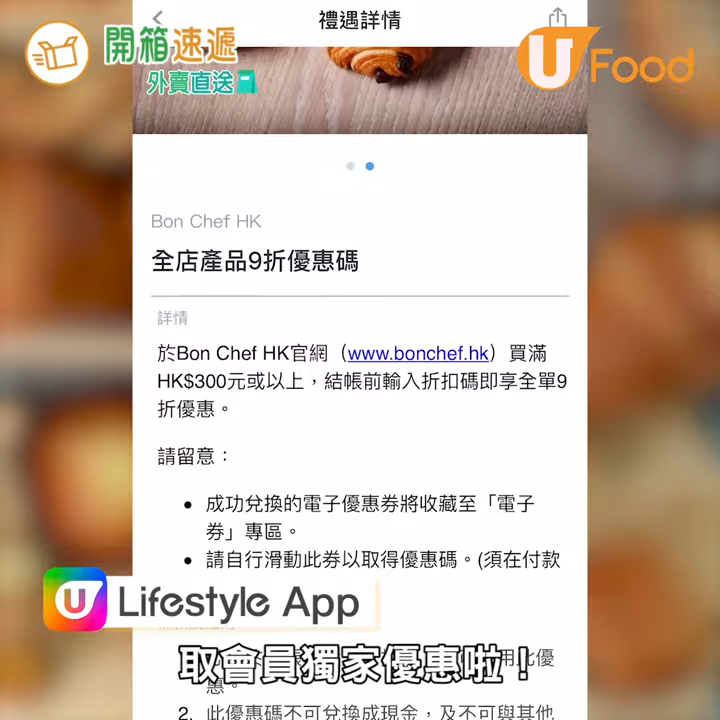 禮遇詳情
開箱速遞
外賣直送
U Food
Bon Chef HK
全店產品9折優惠碼
詳情
於Bon Chef HK官網（www.bonchef.hk）買滿
HK$300元或以上，結帳前輸入折扣碼即享全單9
折優惠。
請留意：
• 成功兌換的電子優惠券將收藏至「電子
券」專區。
• 請自行滑動此券以取得優惠碼。(須在付款
U Lifestyle App
取會員獨家優惠啦！
用此優
惠。
2. 此優惠碼不可兌換成現金，及不可與其他